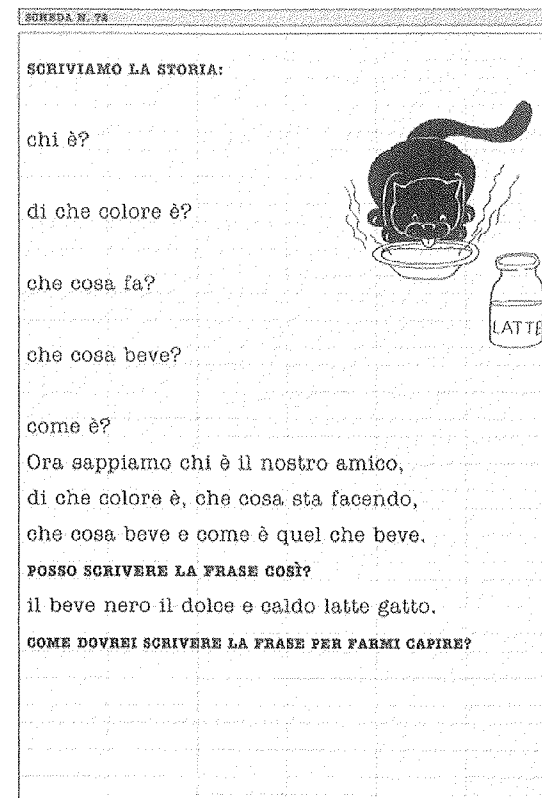 SCHEDA N. 72
SCRIVIAMO LA STORIA:
chi è?
di che colore è?
che cosa fa?
LATTE
che cosa beve?
come è?
Ora sappiamo chi è il nostro amico,
di che colore è, che cosa sta facendo,
che cosa beve e come è quel che beve.
POSSO SCRIVERE LA FRASE COSÌ?
il beve nero il dolce e caldo latte gatto.
COME DOVREI SCRIVERE LA FRASE PER FARMI CAPIRE?